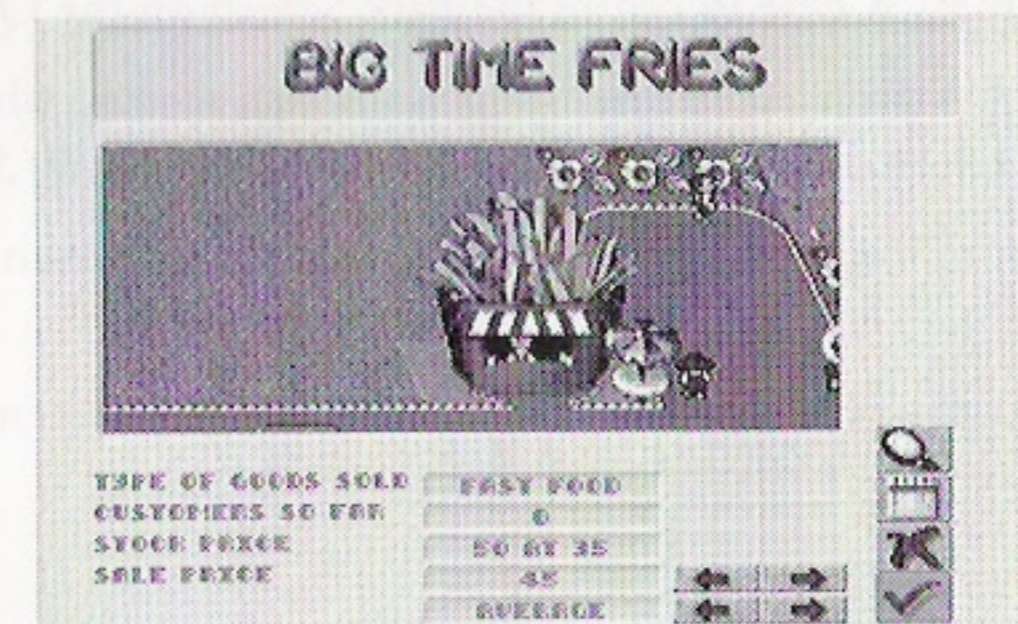 BIG TIME FRIES
TYPE OF GOODS SOLD FAST FOOD
CUSTOMERS SO FAR 0
STOCK PRICE 50 AT 35
SALE PRICE 45
AVERAGE